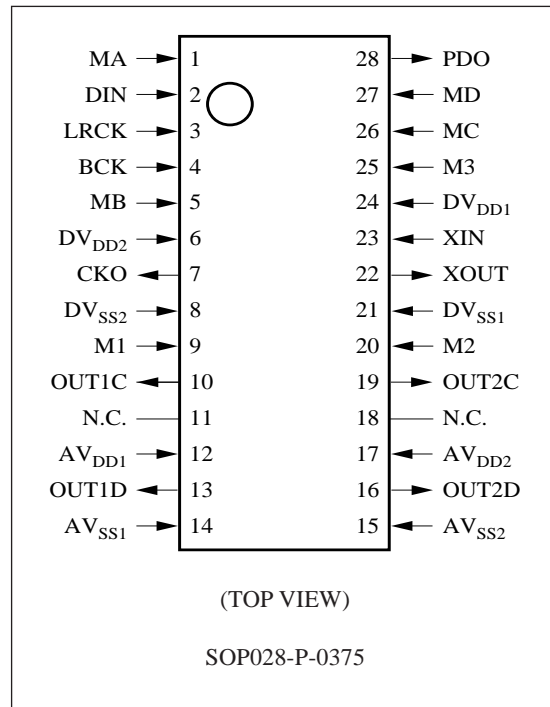 MA 1 28 PDO
DIN 2 27 MD
LRCK 3 26 MC
BCK 4 25 M3
MB 5 24 DVDD1
DVDD2 6 23 XIN
CKO 7 22 XOUT
DVSS2 8 21 DVSS1
M1 9 20 M2
OUT1C 10 19 OUT2C
N.C. 11 18 N.C.
AVDD1 12 17 AVDD2
OUT1D 13 16 OUT2D
AVSS1 14 15 AVSS2
(TOP VIEW)
SOP028-P-0375